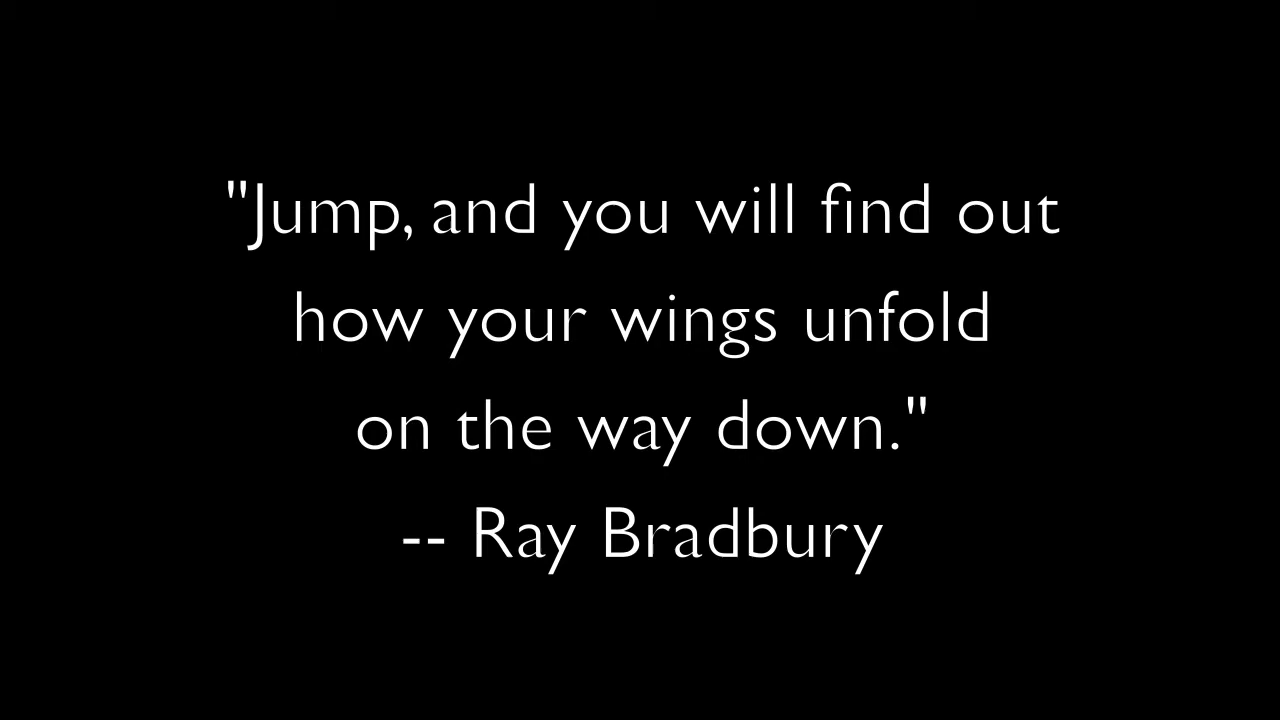 "Jump, and you will find out
how your wings unfold
on the way down."
-- Ray Bradbury